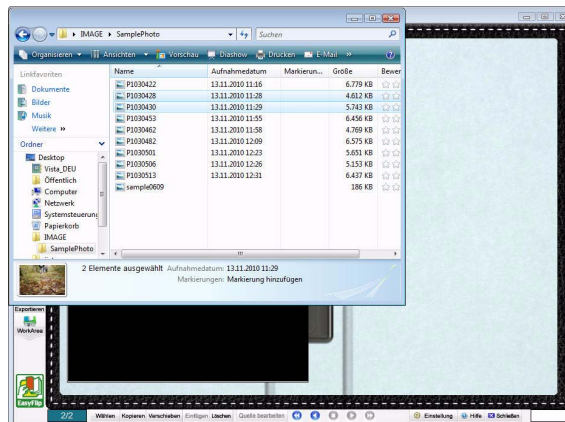 IMAGE ▸ SamplePhoto
Suchen
Organisieren Ansichten Vorschau Diashow Drucken E-Mail »
Linkfavoriten
Dokumente
Bilder
Musik
Weitere »
Ordner
Desktop
Vista_DEU
Öffentlich
Computer
Netzwerk
Systemsteuerung
Papierkorb
IMAGE
SamplePhoto
Name Aufnahmedatum Markierun... Größe Bewer
P1030422 13.11.2010 11:16 6.779 KB
P1030428 13.11.2010 11:28 4.612 KB
P1030430 13.11.2010 11:29 5.743 KB
P1030453 13.11.2010 11:55 6.456 KB
P1030462 13.11.2010 11:58 4.769 KB
P1030482 13.11.2010 12:09 6.575 KB
P1030501 13.11.2010 12:23 5.651 KB
P1030506 13.11.2010 12:26 5.153 KB
P1030513 13.11.2010 12:31 6.437 KB
sample0609 186 KB
2 Elemente ausgewählt Aufnahmedatum: 13.11.2010 11:29
Markierungen: Markierung hinzufügen
Exportieren
WorkArea
EasyFlip
2/2 Wählen Kopieren Verschieben Einfügen Löschen Quelle bearbeiten Einstellung Hilfe Schließen